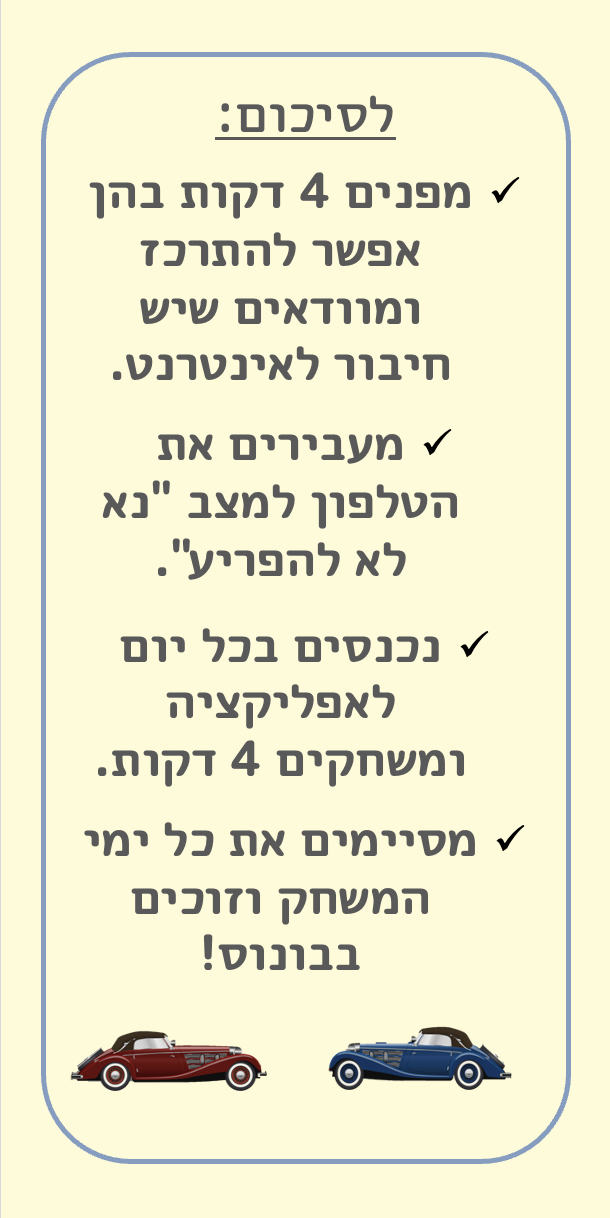 לסיכום:
✓ מפנים 4 דקות בהן
אפשר להתרכז
ומוודאים שיש
חיבור לאינטרנט.
✓ מעבירים את
הטלפון למצב "נא
לא להפריע".
✓ נכנסים בכל יום
לאפליקציה
ומשחקים 4 דקות.
✓ מסיימים את כל ימי
המשחק וזוכים
בבונוס!